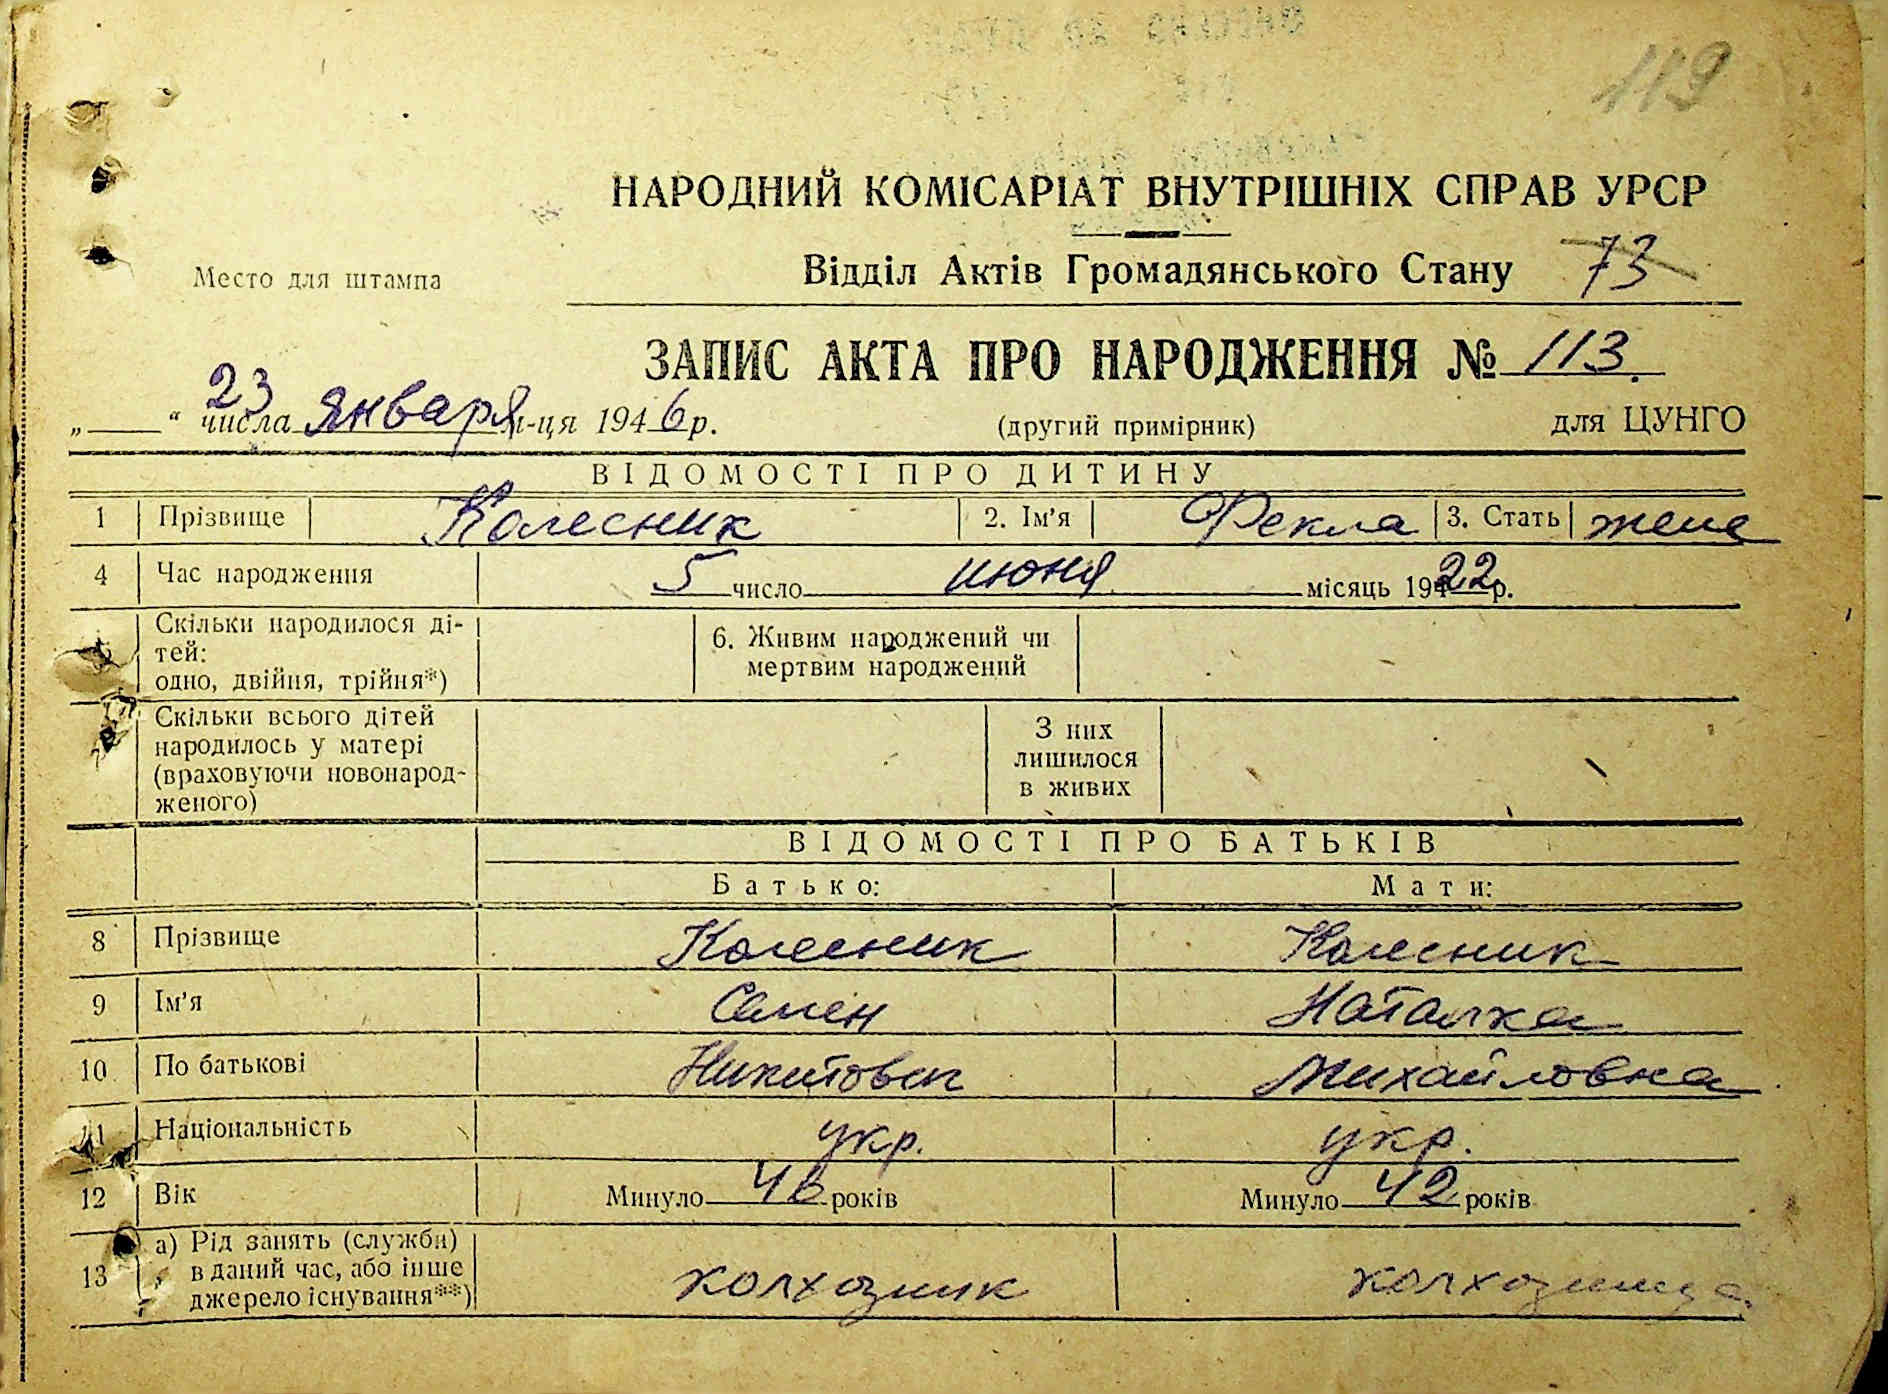 119
НАРОДНИЙ КОМІСАРІАТ ВНУТРІШНІХ СПРАВ УРСР
Место для штампа
Відділ Актів Громадянського Стану 73
ЗАПИС АКТА ПРО НАРОДЖЕННЯ № 113.
„ “ 23 числа января м-ця 1946 р. (другий примірник) для ЦУНГО
ВІДОМОСТІ ПРО ДИТИНУ
1 Прізвище Колесник 2. Ім'я Фекла 3. Стать жене
4 Час народження 5 число июня місяць 1922 р.
Скільки народилося ді-
тей:
одно, двійня, трійня*)
6. Живим народжений чи
мертвим народжений
Скільки всього дітей
народилось у матері
(враховуючи новонарод-
женого)
З них
лишилося
в живих
ВІДОМОСТІ ПРО БАТЬКІВ
Батько: Мати:
8 Прізвище Колесник Колесник
9 Ім'я Семен Наталка
10 По батькові Никитович Михайловна
11 Національність укр. укр.
12 Вік Минуло 46 років Минуло 42 років
13 а) Рід занять (служби)
в даний час, або інше
джерело існування**)
колхозник колхозница